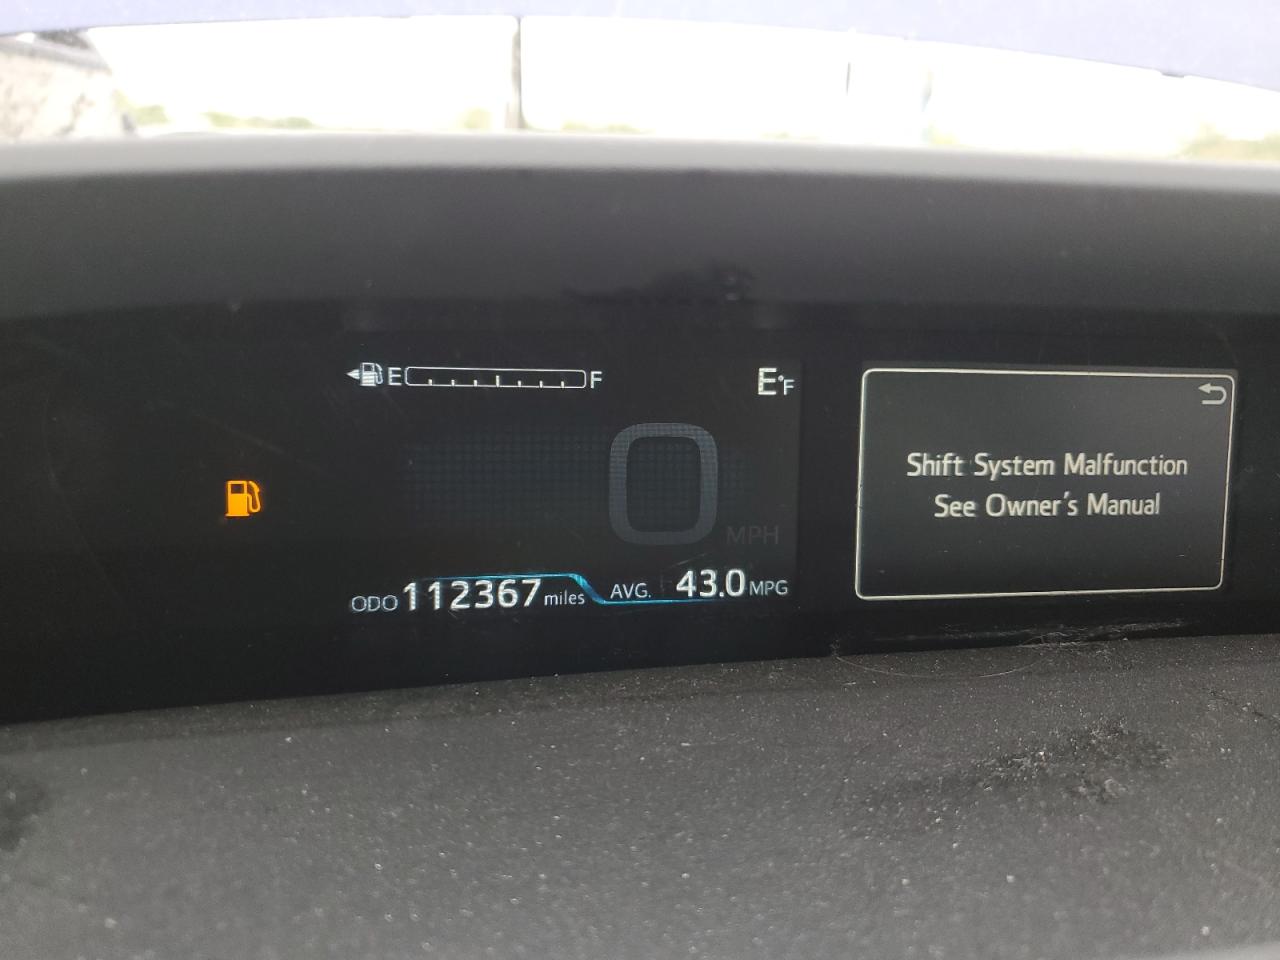 E F
E°F
0
MPH
ODO 112367 miles AVG. 43.0 MPG
Shift System Malfunction
See Owner's Manual